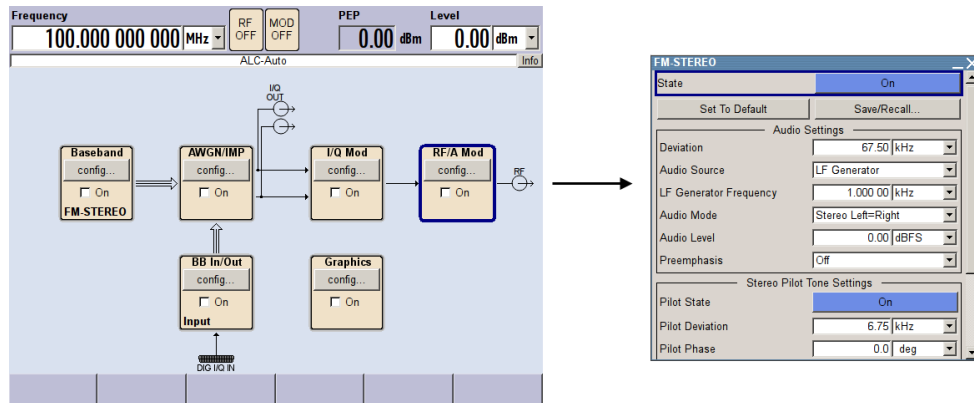 Frequency
100.000 000 000 MHz
RF OFF
MOD OFF
PEP
0.00 dBm
Level
0.00 dBm
ALC-Auto
Info
I/Q
OUT
Baseband
config...
On
FM-STEREO
AWGN/IMP
config...
On
I/Q Mod
config...
On
RF/A Mod
config...
On
RF
BB In/Out
config...
On
Input
Graphics
config...
On
DIG I/Q IN
FM-STEREO
State On
Set To Default Save/Recall...
Audio Settings
Deviation 67.50 kHz
Audio Source LF Generator
LF Generator Frequency 1.000 00 kHz
Audio Mode Stereo Left=Right
Audio Level 0.00 dBFS
Preemphasis Off
Stereo Pilot Tone Settings
Pilot State On
Pilot Deviation 6.75 kHz
Pilot Phase 0.0 deg